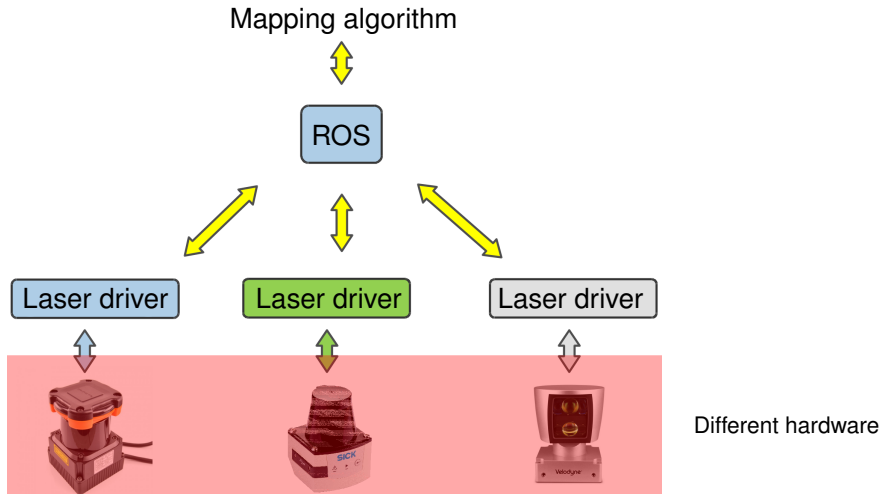 Mapping algorithm
ROS
Laser driver
Laser driver
Laser driver
SICK
Velodyne
Different hardware